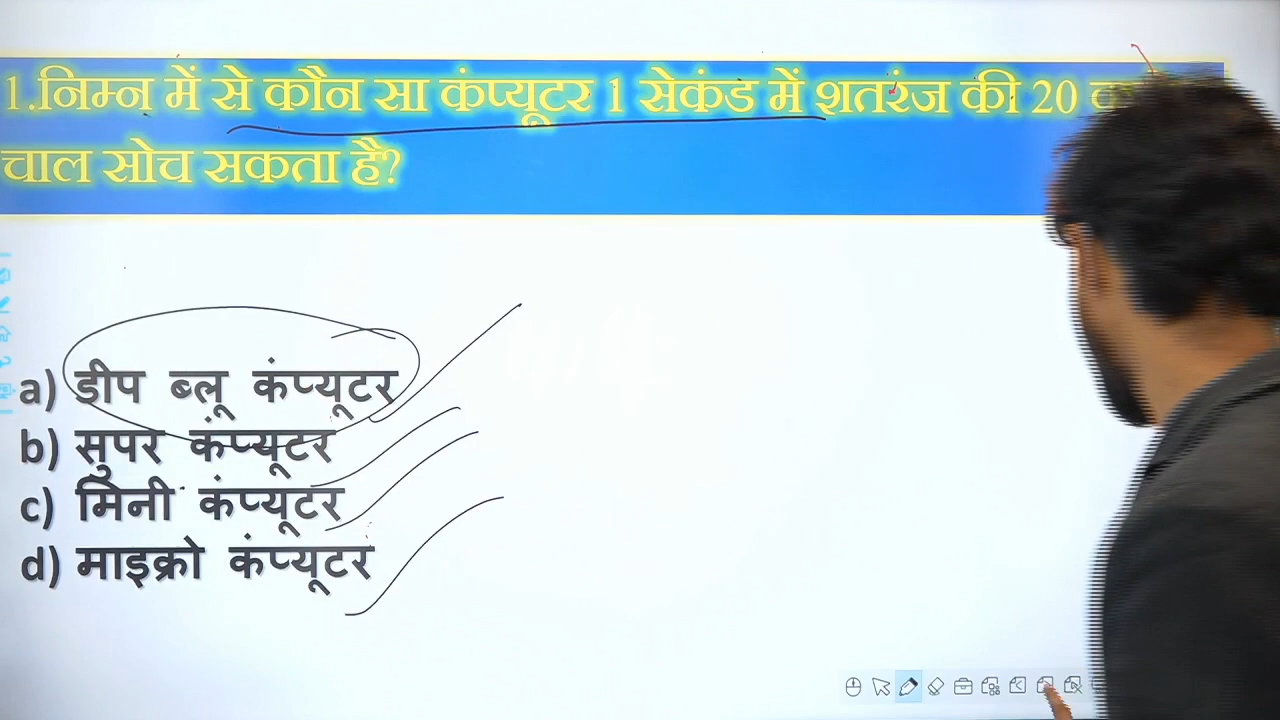 1.निम्न में से कौन सा कंप्यूटर 1 सेकंड में शतरंज की 20
चाल सोच सकता है?
a) डीप ब्लू कंप्यूटर
b) सुपर कंप्यूटर
c) मिनी कंप्यूटर
d) माइक्रो कंप्यूटर